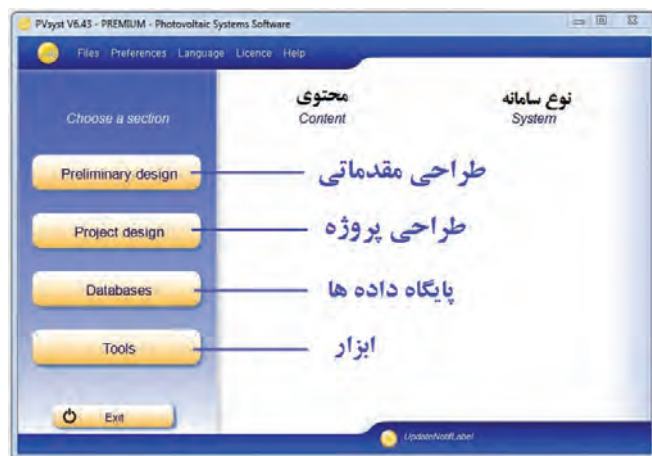 PVsyst V6.43 - PREMIUM - Photovoltaic Systems Software
Files Preferences Language Licence Help
Choose a section
محتوی
Content
نوع سامانه
System
Preliminary design
طراحی مقدماتی
Project design
طراحی پروژه
Databases
پایگاه داده ها
Tools
ابزار
Exit
UpdateNotifLabel